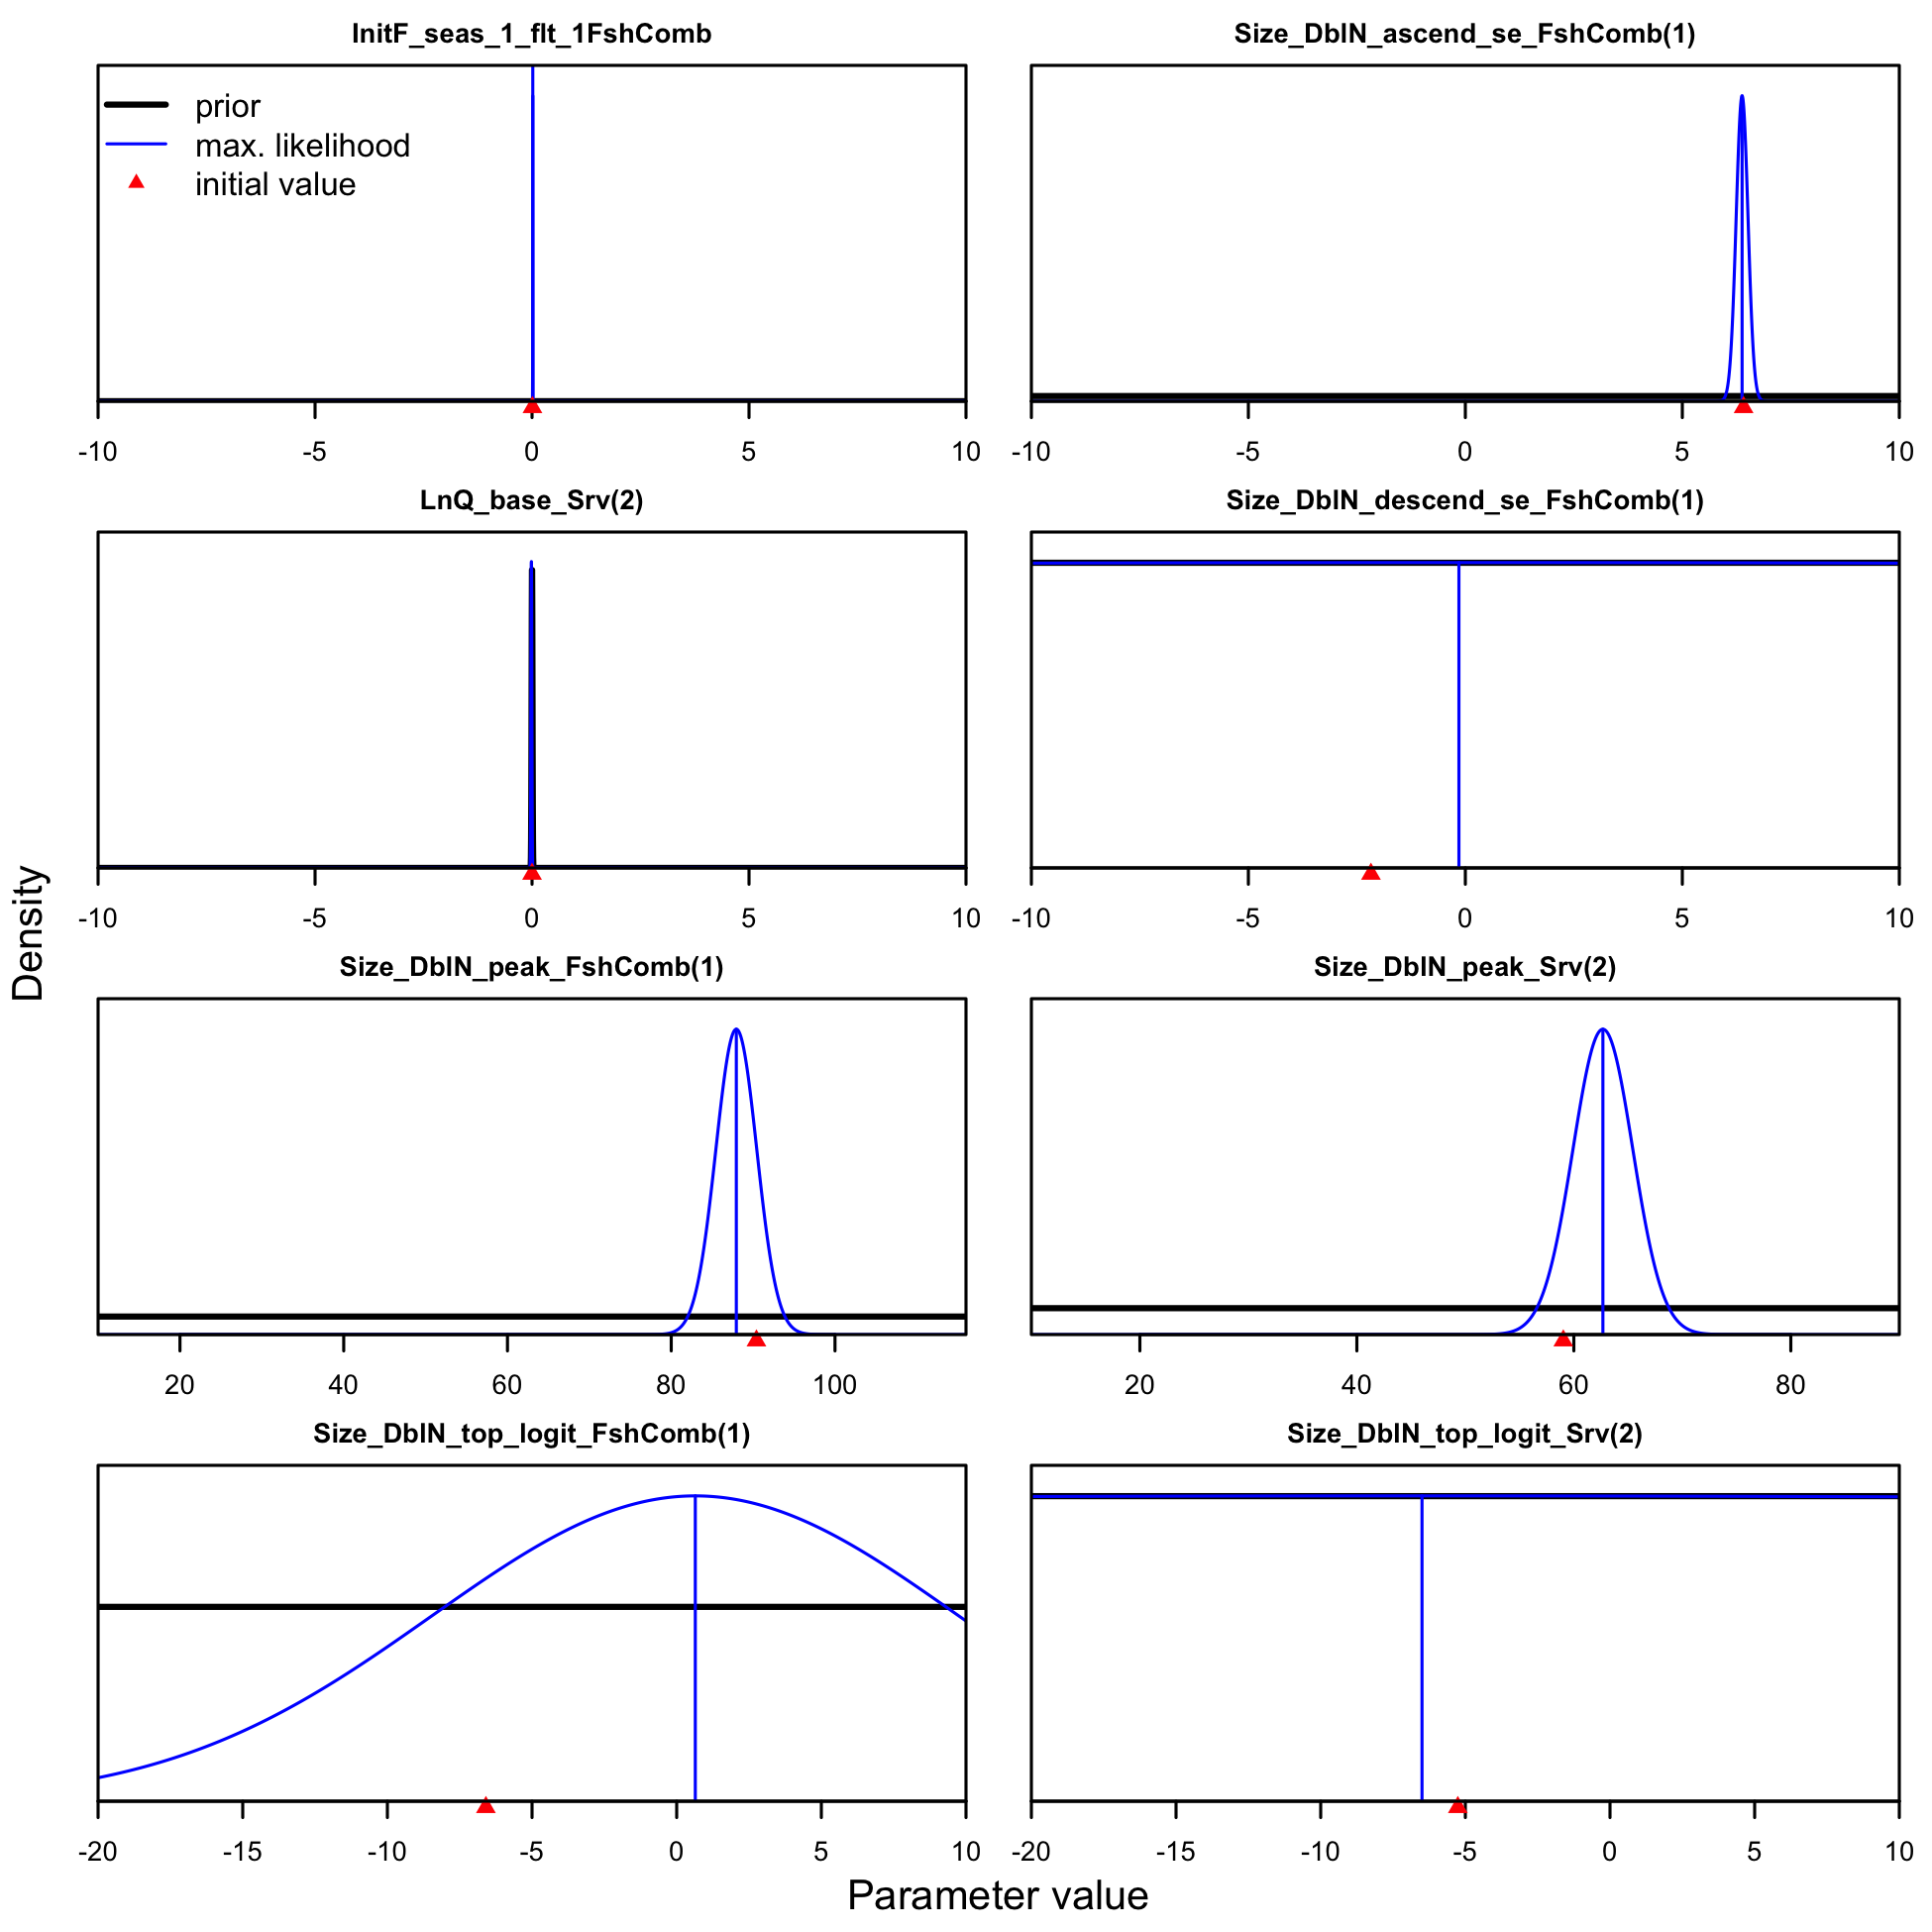 InitF_seas_1_flt_1FshComb
Size_DblN_ascend_se_FshComb(1)
prior
max. likelihood
initial value
-10 -5 0 5 10
-10 -5 0 5 10
LnQ_base_Srv(2)
Size_DblN_descend_se_FshComb(1)
-10 -5 0 5 10
-10 -5 0 5 10
Density
Size_DblN_peak_FshComb(1)
Size_DblN_peak_Srv(2)
20 40 60 80 100
20 40 60 80
Size_DblN_top_logit_FshComb(1)
Size_DblN_top_logit_Srv(2)
-20 -15 -10 -5 0 5 10
-20 -15 -10 -5 0 5 10
Parameter value